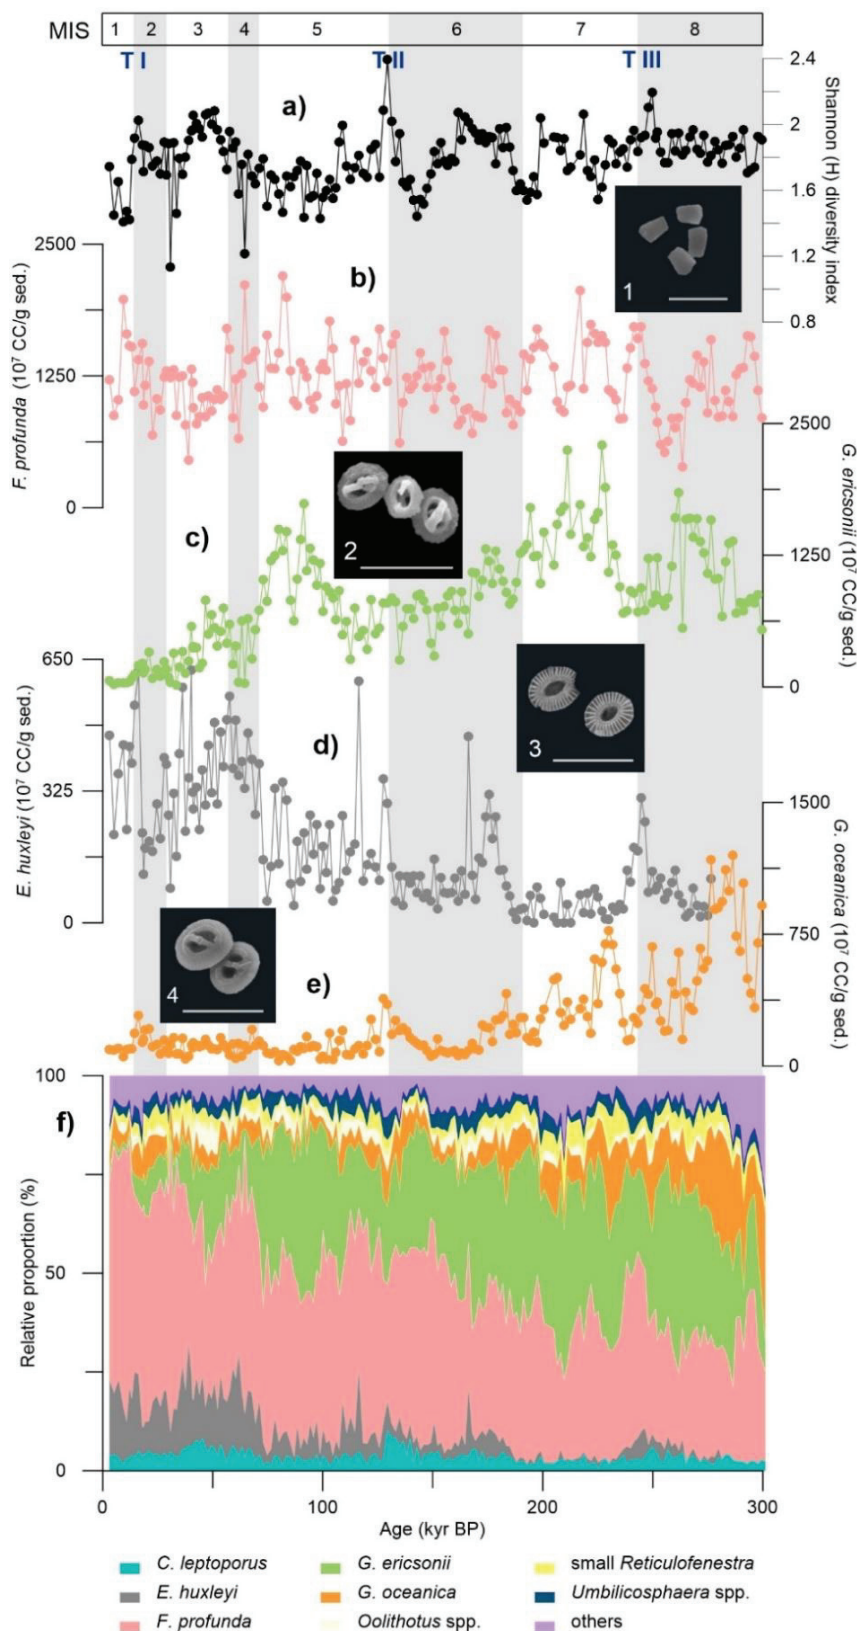 MIS 1 2 3 4 5 6 7 8
T I T II T III
a)
2.4
2
1.6
1.2
0.8
Shannon (H) diversity index
1
b)
2500
1250
0
F. profunda (10⁷ CC/g sed.)
2
c)
2500
1250
0
G. ericsonii (10⁷ CC/g sed.)
3
d)
650
325
0
E. huxleyi (10⁷ CC/g sed.)
4
e)
1500
750
0
G. oceanica (10⁷ CC/g sed.)
f)
100
50
0
Relative proportion (%)
0 100 200 300
Age (kyr BP)
C. leptoporus G. ericsonii small Reticulofenestra
E. huxleyi G. oceanica Umbilicosphaera spp.
F. profunda Oolithotus spp. others